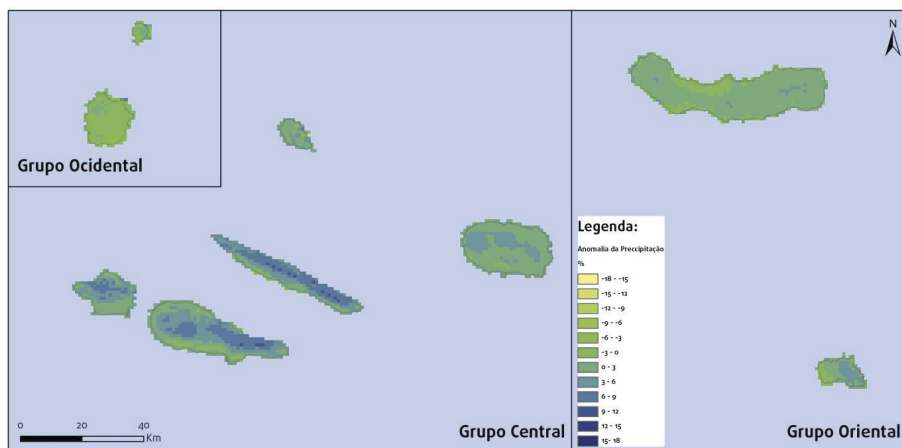 N
Grupo Ocidental
Legenda:
Anomalia da Preccipitação
%
-18 - -15
-15 - -12
-12 - -9
-9 - -6
-6 - -3
-3 - 0
0 - 3
3 - 6
6 - 9
9 - 12
12 - 15
15- 18
0 20 40
Km
Grupo Central
Grupo Oriental